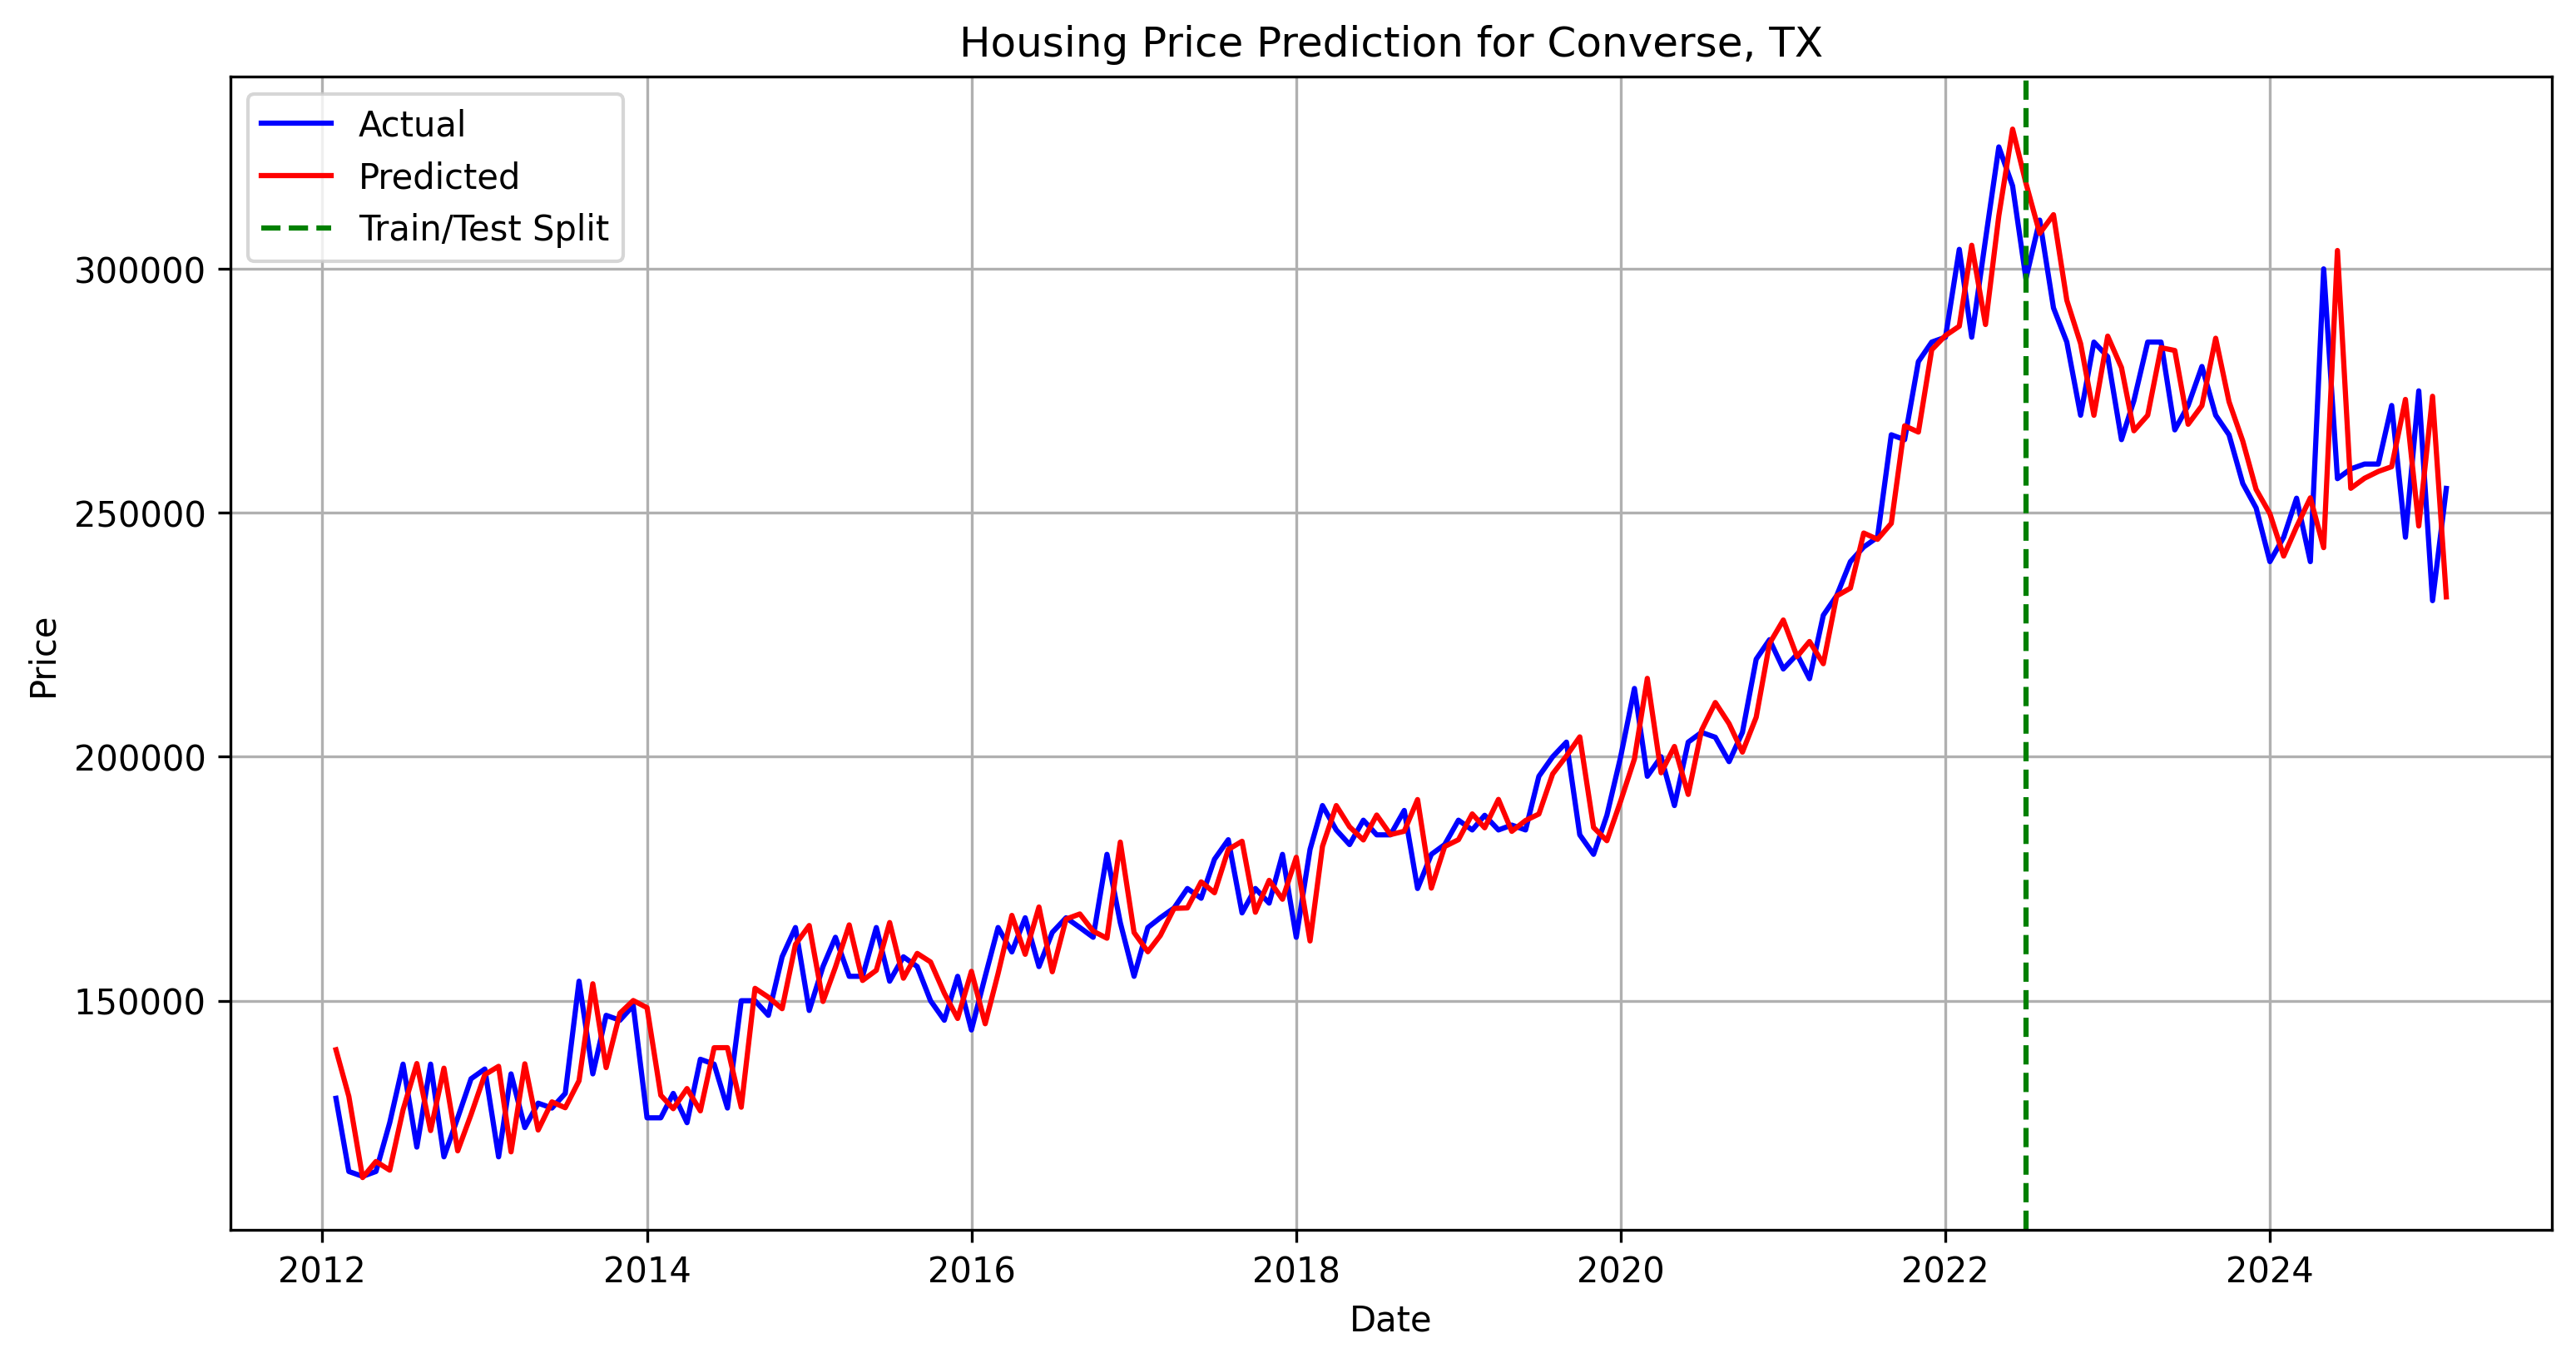 Housing Price Prediction for Converse, TX
Actual
Predicted
Train/Test Split
300000
250000
200000
150000
Price
2012
2014
2016
2018
2020
2022
2024
Date